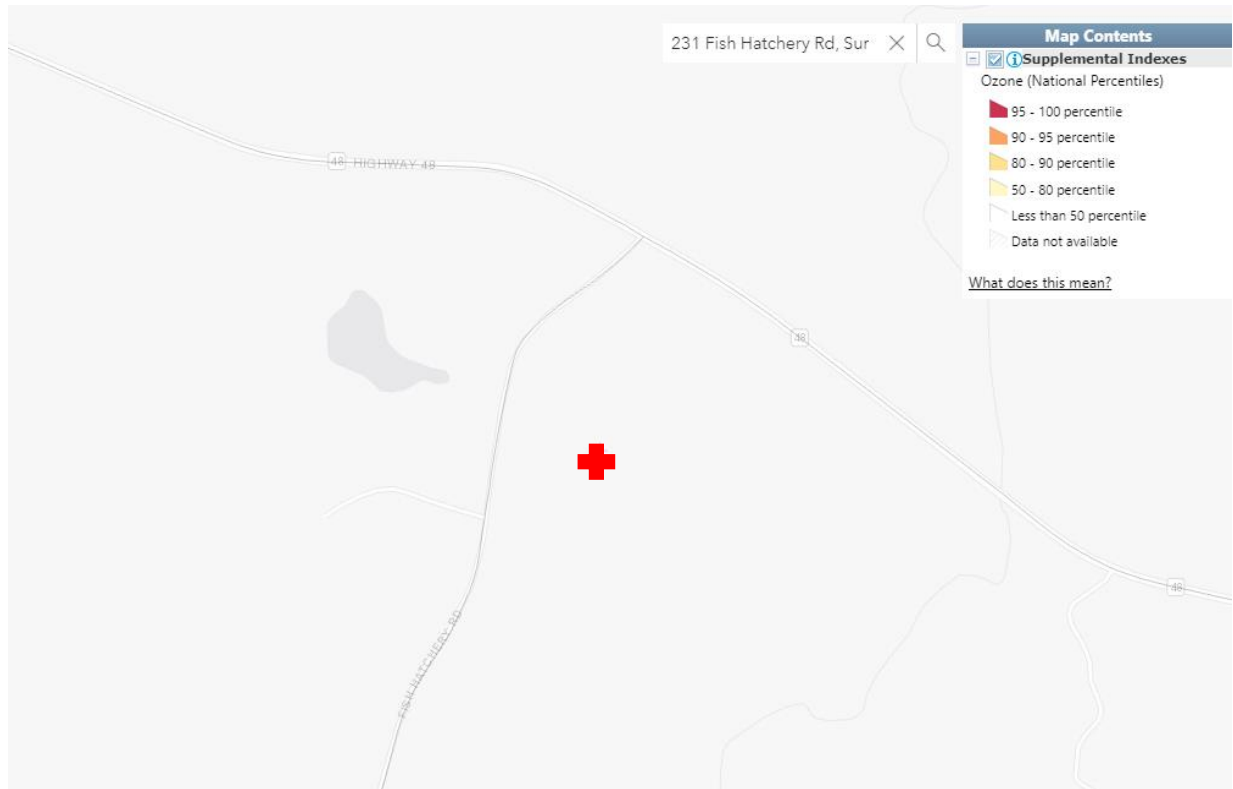 231 Fish Hatchery Rd, Sur
Map Contents
Supplemental Indexes
Ozone (National Percentiles)
95 - 100 percentile
90 - 95 percentile
80 - 90 percentile
50 - 80 percentile
Less than 50 percentile
Data not available
What does this mean?
48 HIGHWAY 48
48
48
FISH HATCHERY RD